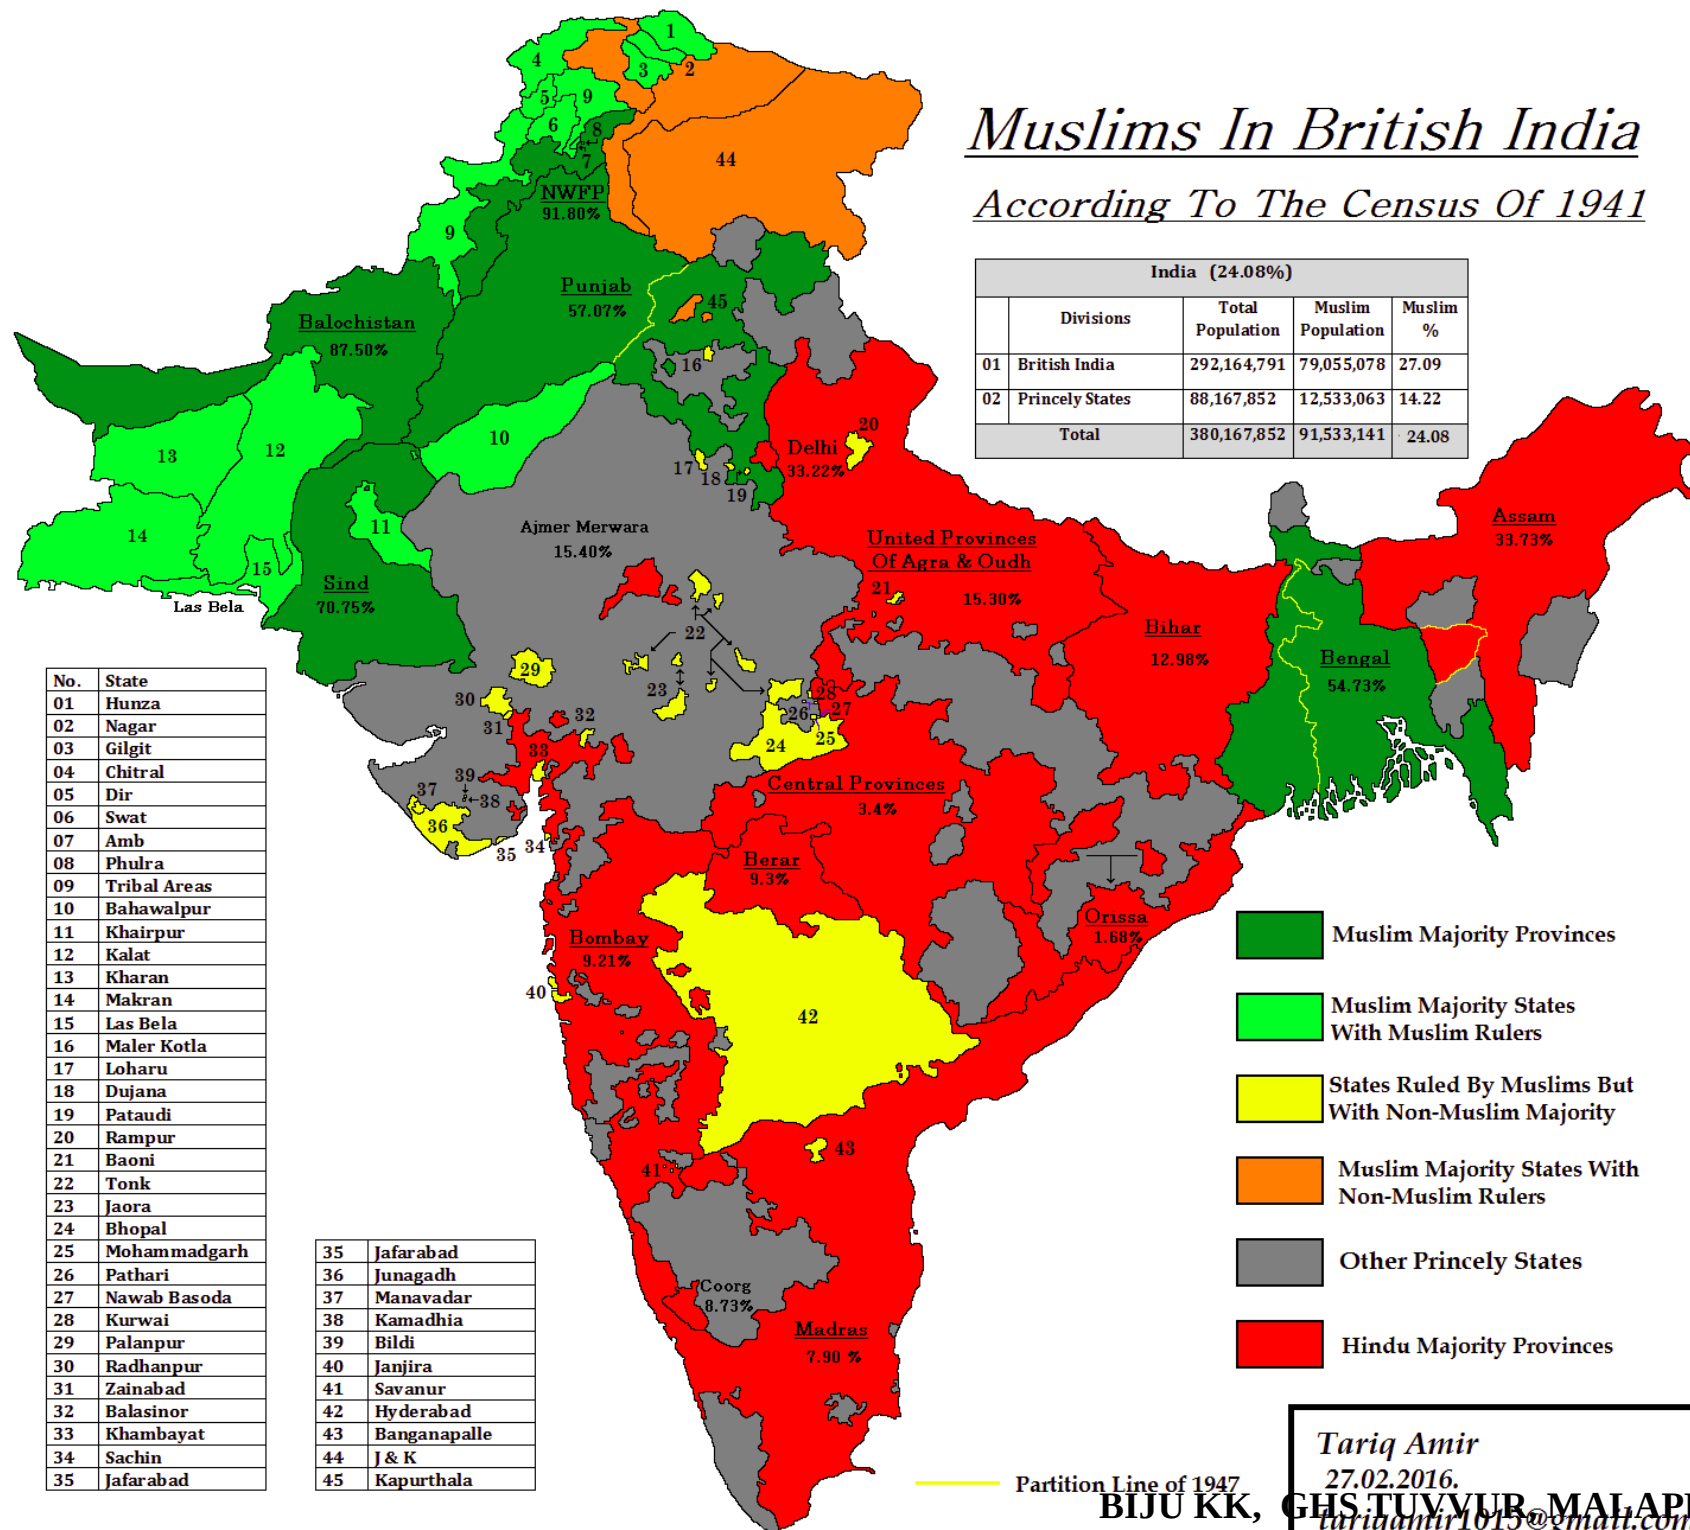 Muslims In British India
According To The Census Of 1941
India (24.08%)
Divisions Total Population Muslim Population Muslim %
01 British India 292,164,791 79,055,078 27.09
02 Princely States 88,167,852 12,533,063 14.22
Total 380,167,852 91,533,141 24.08
1
2
3
4
5
9
6
8
7
44
NWFP
91.80%
9
Punjab
57.07%
45
Balochistan
87.50%
16
10
12
13
14
15
11
Las Bela
Sind
70.75%
17
18
19
Delhi
33.22%
20
Ajmer Merwara
15.40%
United Provinces
Of Agra & Oudh
15.30%
21
22
23
Bihar
12.98%
Bengal
54.73%
Assam
33.73%
29
30
31
32
33
28
27
26
25
24
39
38
37
36
35
34
Central Provinces
3.4%
Berar
9.3%
Orissa
1.68%
Bombay
9.21%
40
42
41
43
Coorg
8.73%
Madras
7.90 %
No. State
01 Hunza
02 Nagar
03 Gilgit
04 Chitral
05 Dir
06 Swat
07 Amb
08 Phulra
09 Tribal Areas
10 Bahawalpur
11 Khairpur
12 Kalat
13 Kharan
14 Makran
15 Las Bela
16 Maler Kotla
17 Loharu
18 Dujana
19 Pataudi
20 Rampur
21 Baoni
22 Tonk
23 Jaora
24 Bhopal
25 Mohammadgarh
26 Pathari
27 Nawab Basoda
28 Kurwai
29 Palanpur
30 Radhanpur
31 Zainabad
32 Balasinor
33 Khambayat
34 Sachin
35 Jafarabad
35 Jafarabad
36 Junagadh
37 Manavadar
38 Kamadhia
39 Bildi
40 Janjira
41 Savanur
42 Hyderabad
43 Banganapalle
44 J & K
45 Kapurthala
Muslim Majority Provinces
Muslim Majority States
With Muslim Rulers
States Ruled By Muslims But
With Non-Muslim Majority
Muslim Majority States With
Non-Muslim Rulers
Other Princely States
Hindu Majority Provinces
Partition Line of 1947
Tariq Amir
27.02.2016.
tariqamir1015@gmail.com
BIJU KK, GHS TUVVUR, MALAP